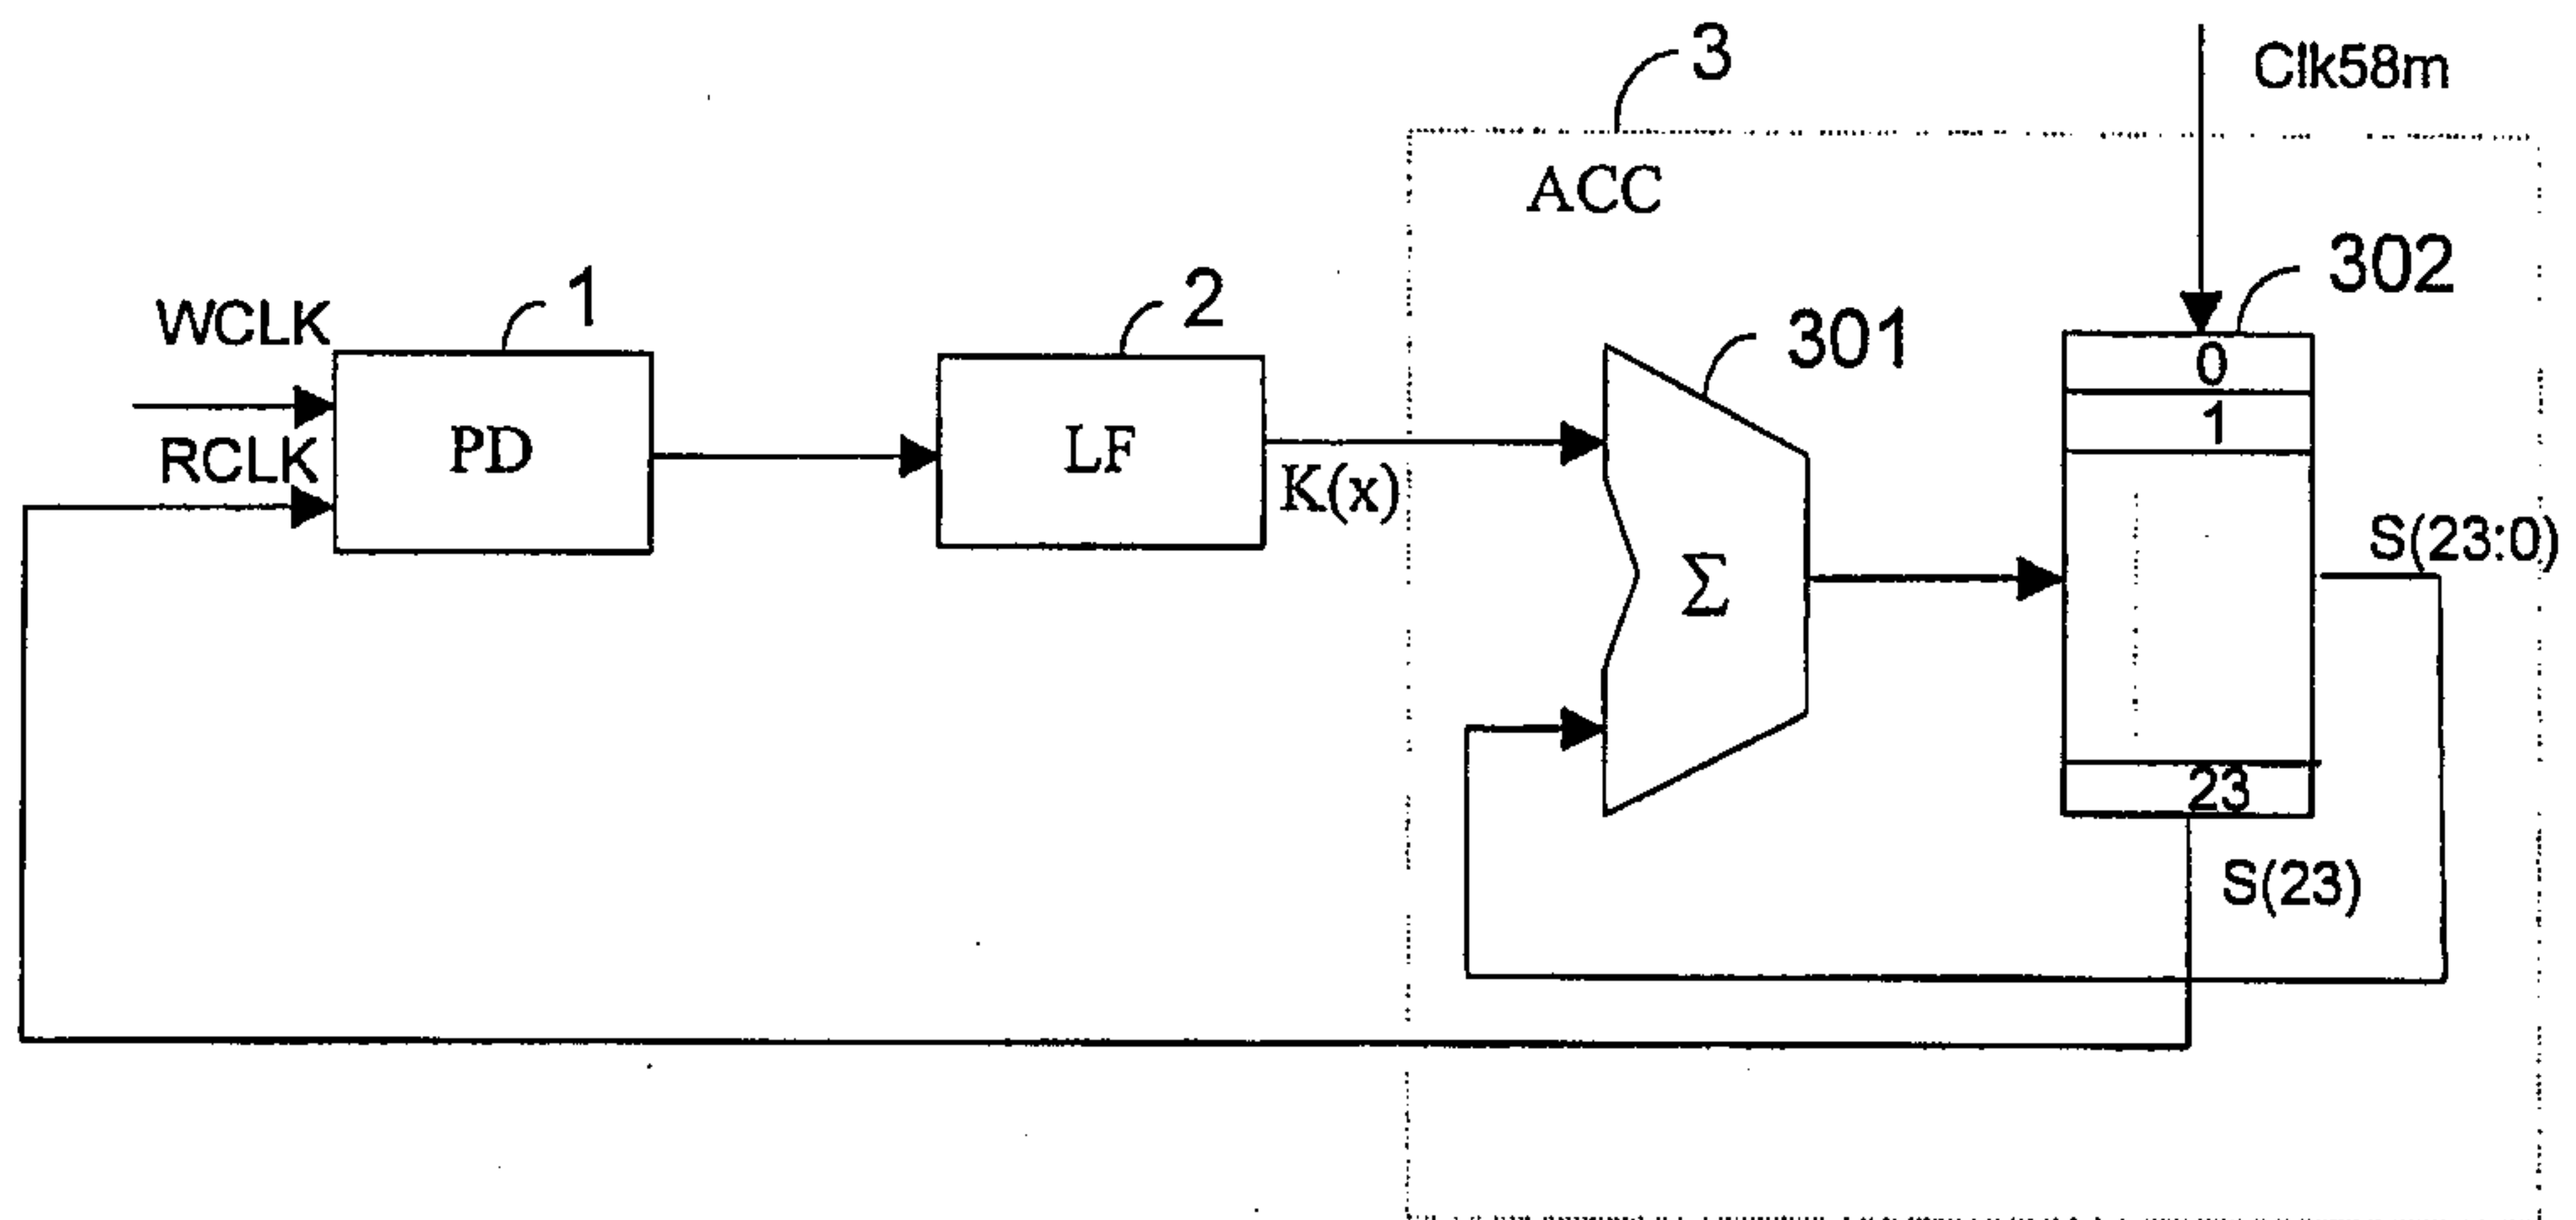 3
Clk58m
ACC
302
1
2
WCLK
301
0
1
RCLK
PD
LF
K(x)
S(23:0)
Σ
23
S(23)